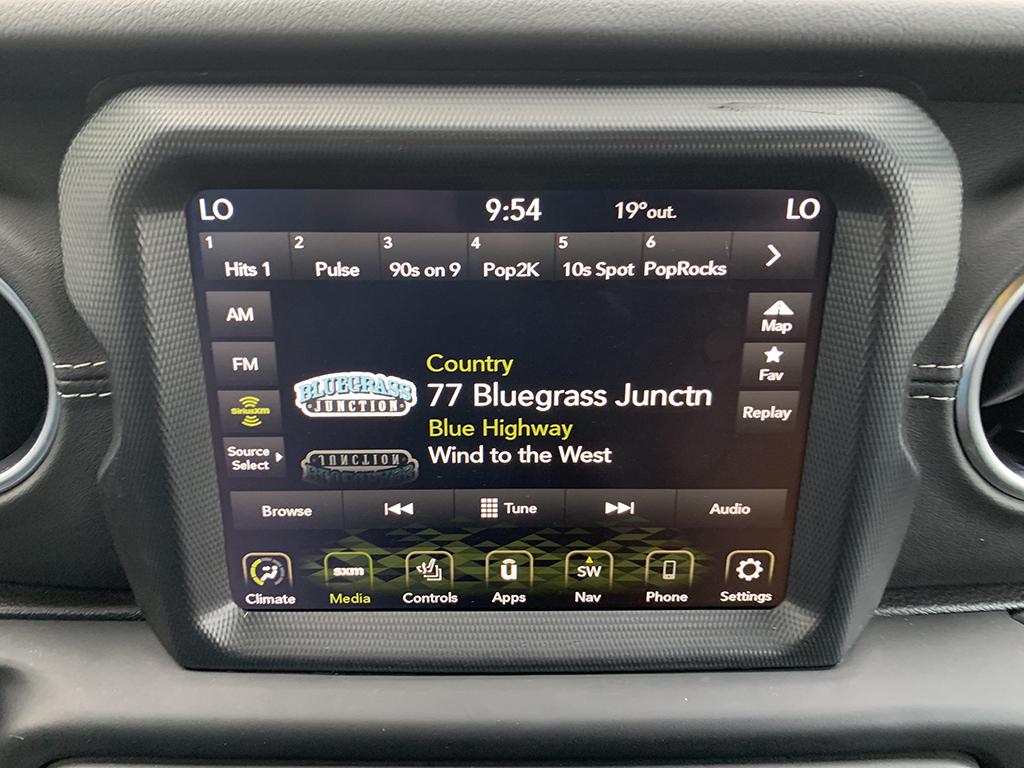 LO 9:54 19°out. LO
1 2 3 4 5 6
Hits 1 Pulse 90s on 9 Pop2K 10s Spot PopRocks
AM
FM
SiriusXM
Source
Select
BLUEGRASS
JUNCTION
Country
77 Bluegrass Junctn
Blue Highway
Wind to the West
Map
Fav
Replay
Browse Tune Audio
sxm u SW
Climate Media Controls Apps Nav Phone Settings